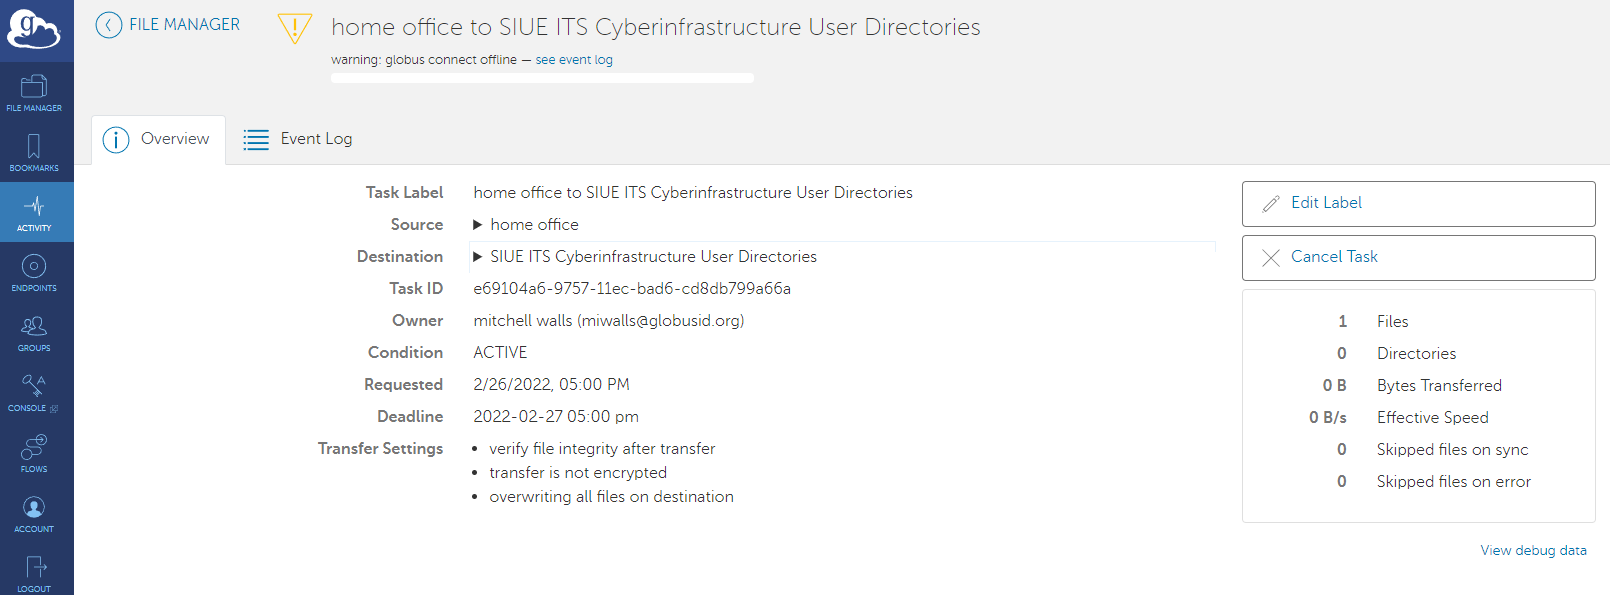 g
FILE MANAGER
home office to SIUE ITS Cyberinfrastructure User Directories
warning: globus connect offline — see event log
FILE MANAGER
BOOKMARKS
ACTIVITY
ENDPOINTS
GROUPS
CONSOLE
FLOWS
ACCOUNT
LOGOUT
Overview
Event Log
Task Label home office to SIUE ITS Cyberinfrastructure User Directories
Source ▶ home office
Destination ▶ SIUE ITS Cyberinfrastructure User Directories
Task ID e69104a6-9757-11ec-bad6-cd8db799a66a
Owner mitchell walls (miwalls@globusid.org)
Condition ACTIVE
Requested 2/26/2022, 05:00 PM
Deadline 2022-02-27 05:00 pm
Transfer Settings • verify file integrity after transfer
• transfer is not encrypted
• overwriting all files on destination
Edit Label
Cancel Task
1 Files
0 Directories
0 B Bytes Transferred
0 B/s Effective Speed
0 Skipped files on sync
0 Skipped files on error
View debug data